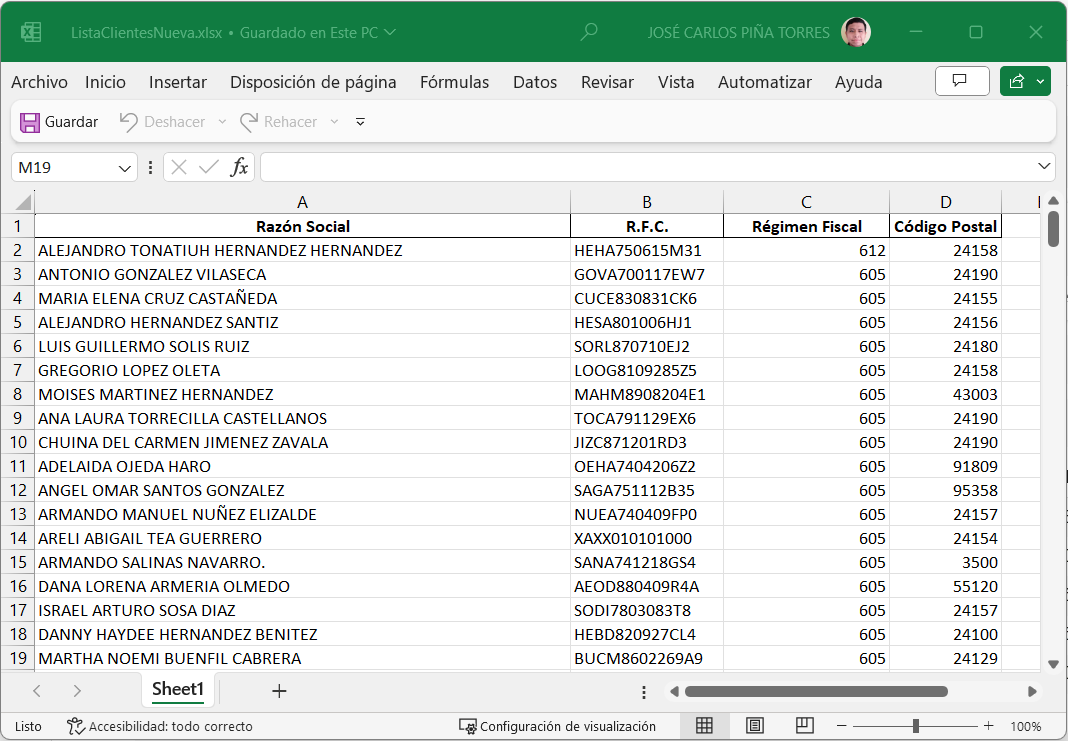 ListaClientesNueva.xlsx • Guardado en Este PC JOSÉ CARLOS PIÑA TORRES
Archivo Inicio Insertar Disposición de página Fórmulas Datos Revisar Vista Automatizar Ayuda
Guardar Deshacer Rehacer
M19 fx
A B C D
1 Razón Social R.F.C. Régimen Fiscal Código Postal
2 ALEJANDRO TONATIUH HERNANDEZ HERNANDEZ HEHA750615M31 612 24158
3 ANTONIO GONZALEZ VILASECA GOVA700117EW7 605 24190
4 MARIA ELENA CRUZ CASTAÑEDA CUCE830831CK6 605 24155
5 ALEJANDRO HERNANDEZ SANTIZ HESA801006HJ1 605 24156
6 LUIS GUILLERMO SOLIS RUIZ SORL870710EJ2 605 24180
7 GREGORIO LOPEZ OLETA LOOG8109285Z5 605 24158
8 MOISES MARTINEZ HERNANDEZ MAHM8908204E1 605 43003
9 ANA LAURA TORRECILLA CASTELLANOS TOCA791129EX6 605 24190
10 CHUINA DEL CARMEN JIMENEZ ZAVALA JIZC871201RD3 605 24190
11 ADELAIDA OJEDA HARO OEHA7404206Z2 605 91809
12 ANGEL OMAR SANTOS GONZALEZ SAGA751112B35 605 95358
13 ARMANDO MANUEL NUÑEZ ELIZALDE NUEA740409FP0 605 24157
14 ARELI ABIGAIL TEA GUERRERO XAXX010101000 605 24154
15 ARMANDO SALINAS NAVARRO. SANA741218GS4 605 3500
16 DANA LORENA ARMERIA OLMEDO AEOD880409R4A 605 55120
17 ISRAEL ARTURO SOSA DIAZ SODI7803083T8 605 24157
18 DANNY HAYDEE HERNANDEZ BENITEZ HEBD820927CL4 605 24100
19 MARTHA NOEMI BUENFIL CABRERA BUCM8602269A9 605 24129
Sheet1
Listo Accesibilidad: todo correcto Configuración de visualización 100%